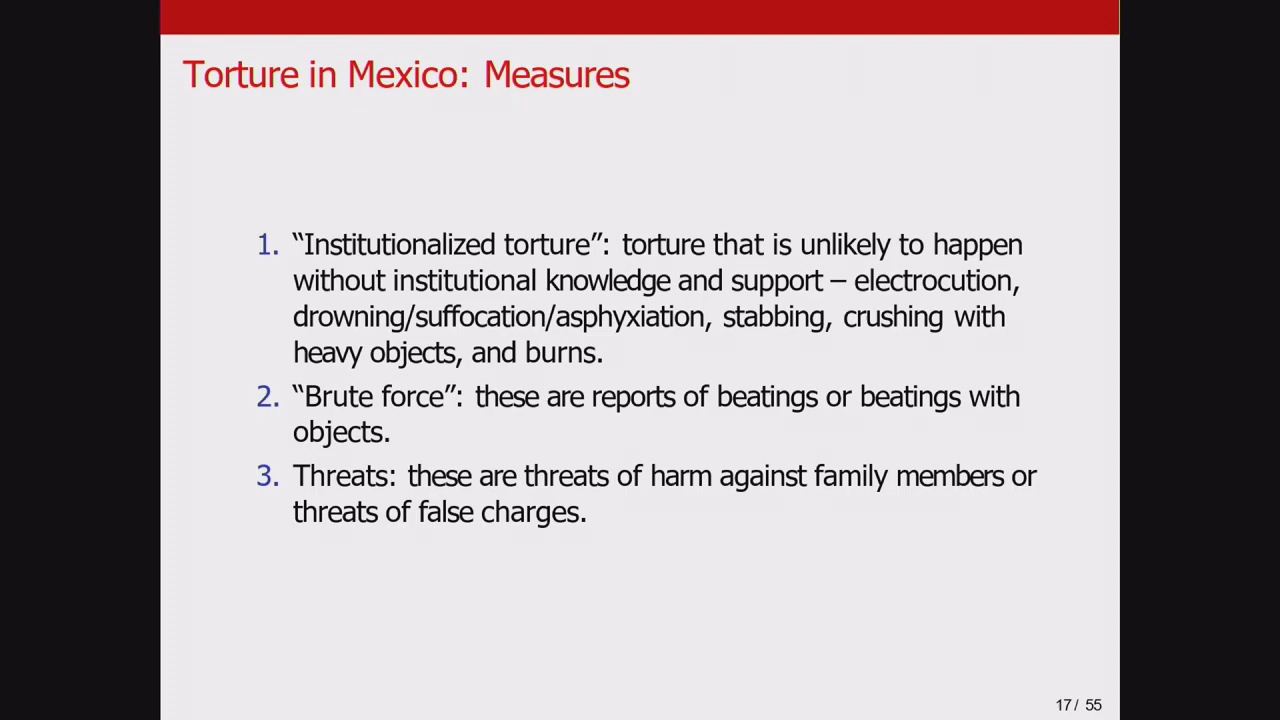 Torture in Mexico: Measures
1. “Institutionalized torture”: torture that is unlikely to happen
without institutional knowledge and support – electrocution,
drowning/suffocation/asphyxiation, stabbing, crushing with
heavy objects, and burns.
2. “Brute force”: these are reports of beatings or beatings with
objects.
3. Threats: these are threats of harm against family members or
threats of false charges.
17 / 55